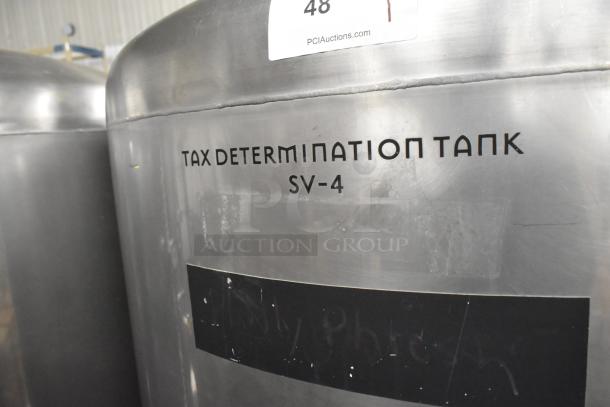 48
PCIAuctions.com
TAX DETERMINATION TANK
SV-4
PCI
AUCTION GROUP